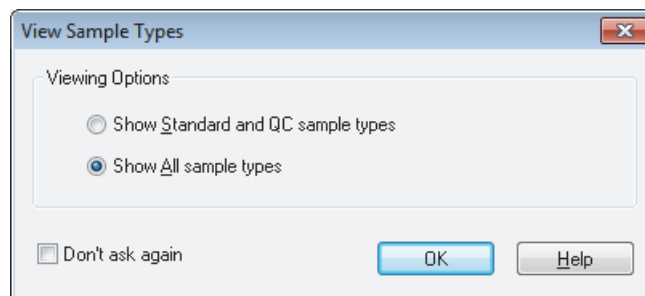 View Sample Types
Viewing Options
Show Standard and QC sample types
Show All sample types
Don't ask again
OK
Help